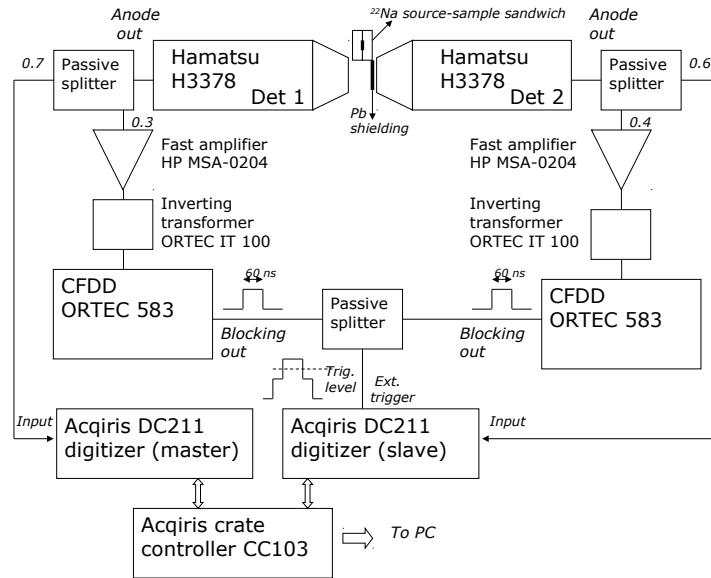 Anode out
²²Na source-sample sandwich
Anode out
0.7
Passive splitter
Hamatsu H3378
Det 1
Hamatsu H3378
Det 2
Passive splitter
0.6
Pb shielding
0.3
Fast amplifier
HP MSA-0204
0.4
Fast amplifier
HP MSA-0204
Inverting
transformer
ORTEC IT 100
Inverting
transformer
ORTEC IT 100
CFDD
ORTEC 583
60 ns
Blocking
out
Passive
splitter
60 ns
Blocking
out
CFDD
ORTEC 583
Trig.
level
Ext.
trigger
Input
Acqiris DC211
digitizer (master)
Acqiris DC211
digitizer (slave)
Input
Acqiris crate
controller CC103
To PC